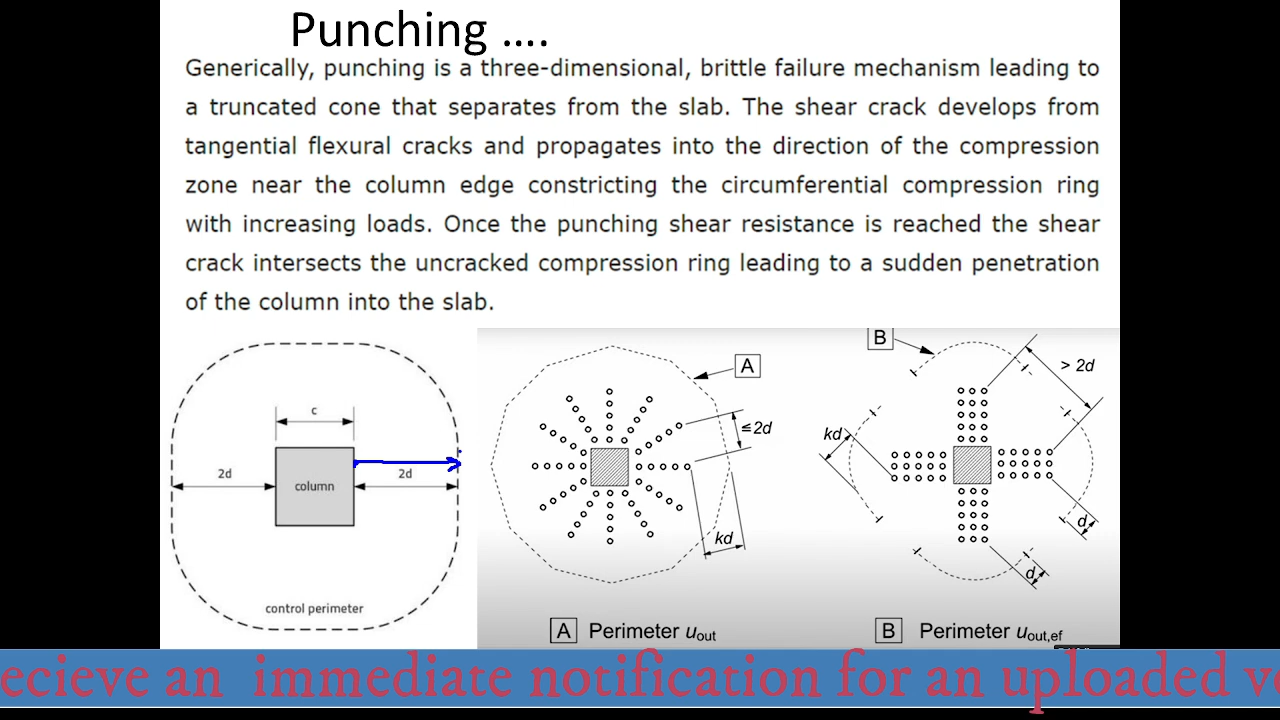 Punching ....
Generically, punching is a three-dimensional, brittle failure mechanism leading to
a truncated cone that separates from the slab. The shear crack develops from
tangential flexural cracks and propagates into the direction of the compression
zone near the column edge constricting the circumferential compression ring
with increasing loads. Once the punching shear resistance is reached the shear
crack intersects the uncracked compression ring leading to a sudden penetration
of the column into the slab.
c
2d
column
2d
control perimeter
A
≤2d
kd
A Perimeter uout
B
> 2d
kd
d
d
B Perimeter uout,ef
ecieve an immediate notification for an uploaded ve